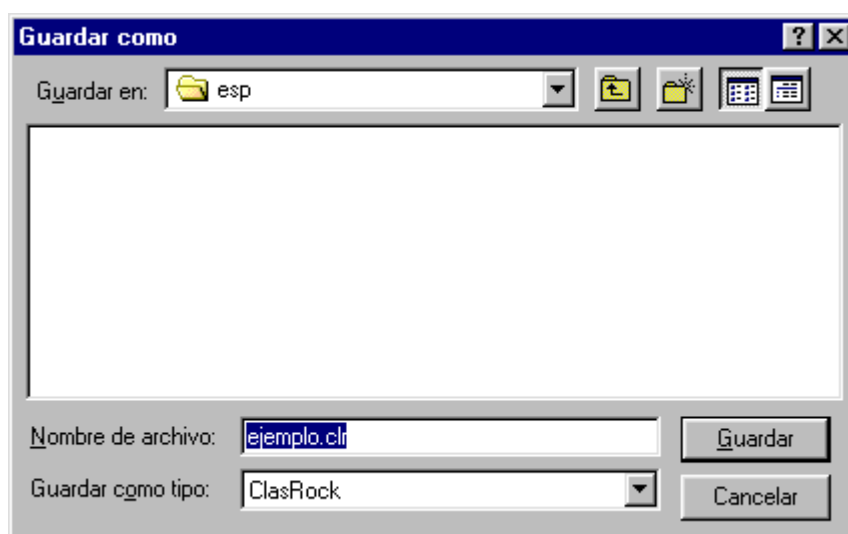 Guardar como
Guardar en: esp
Nombre de archivo: ejemplo.clr Guardar
Guardar como tipo: ClasRock Cancelar